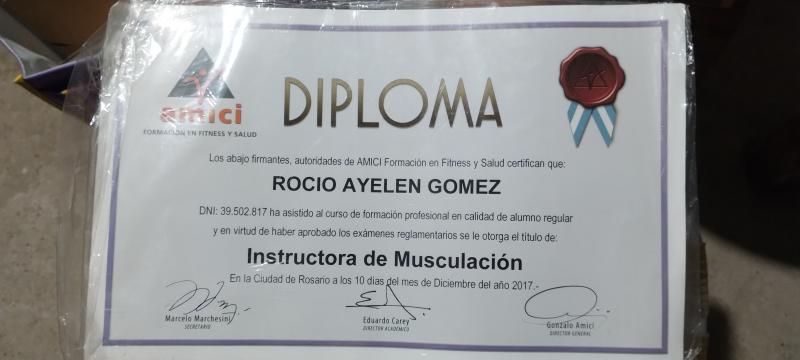 amici
FORMACIÓN EN FITNESS Y SALUD
DIPLOMA
Los abajo firmantes, autoridades de AMICI Formación en Fitness y Salud certifican que:
ROCIO AYELEN GOMEZ
DNI: 39.502.817 ha asistido al curso de formación profesional en calidad de alumno regular
y en virtud de haber aprobado los exámenes reglamentarios se le otorga el titulo de:
Instructora de Musculación
En la Ciudad de Rosario a los 10 días del mes de Diciembre del año 2017.-
Marcelo Marchesini
SECRETARIO
Eduardo Carey
DIRECTOR ACADÉMICO
Gonzalo Amici
DIRECTOR GENERAL